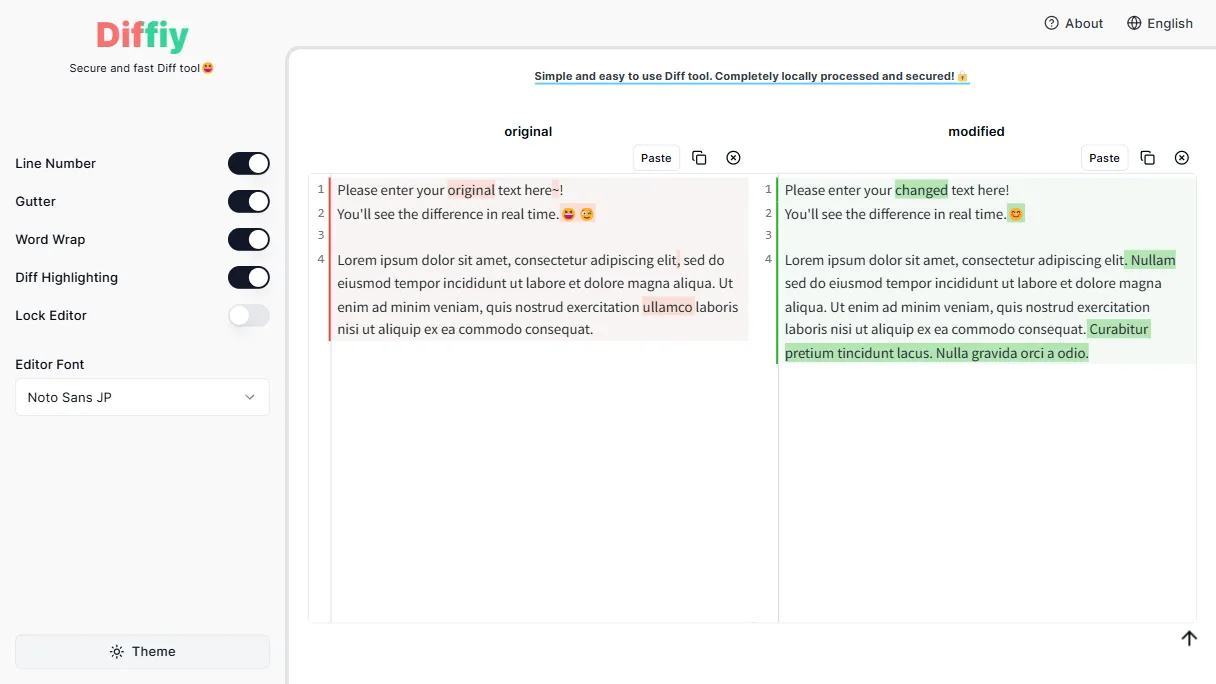 Diffiy
Secure and fast Diff tool😀
About
English
Simple and easy to use Diff tool. Completely locally processed and secured! 🔒
Line Number
Gutter
Word Wrap
Diff Highlighting
Lock Editor
Editor Font
Noto Sans JP
Theme
original
Paste
1 Please enter your original text here~!
2 You'll see the difference in real time.😆 😉
3
4 Lorem ipsum dolor sit amet, consectetur adipiscing elit, sed do
eiusmod tempor incididunt ut labore et dolore magna aliqua. Ut
enim ad minim veniam, quis nostrud exercitation ullamco laboris
nisi ut aliquip ex ea commodo consequat.
modified
Paste
1 Please enter your changed text here!
2 You'll see the difference in real time.😊
3
4 Lorem ipsum dolor sit amet, consectetur adipiscing elit. Nullam
sed do eiusmod tempor incididunt ut labore et dolore magna
aliqua. Ut enim ad minim veniam, quis nostrud exercitation
laboris nisi ut aliquip ex ea commodo consequat. Curabitur
pretium tincidunt lacus. Nulla gravida orci a odio.